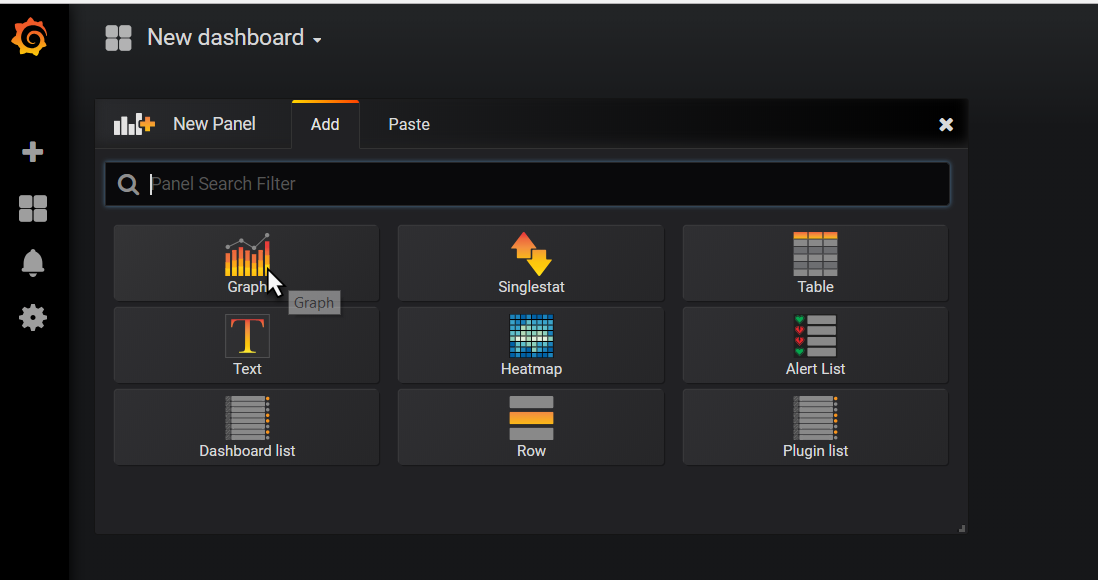 New dashboard
New Panel
Add
Paste
Panel Search Filter
Graph
Singlestat
Table
Graph
Text
Heatmap
Alert List
Dashboard list
Row
Plugin list